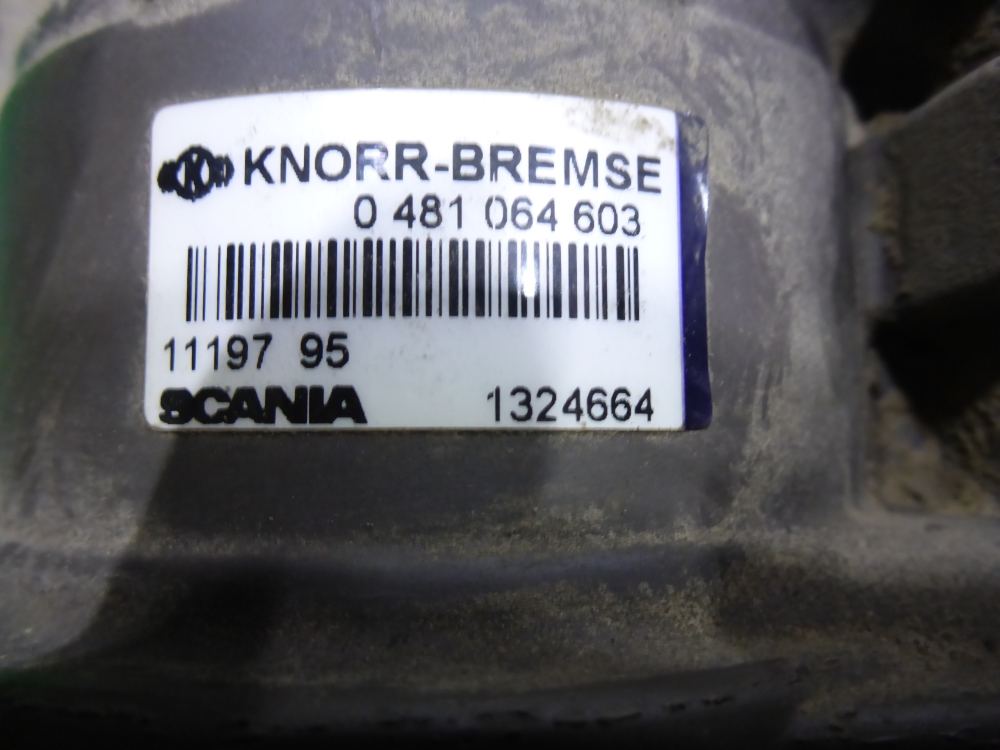 KNORR-BREMSE
0 481 064 603
11197 95
SCANIA 1324664